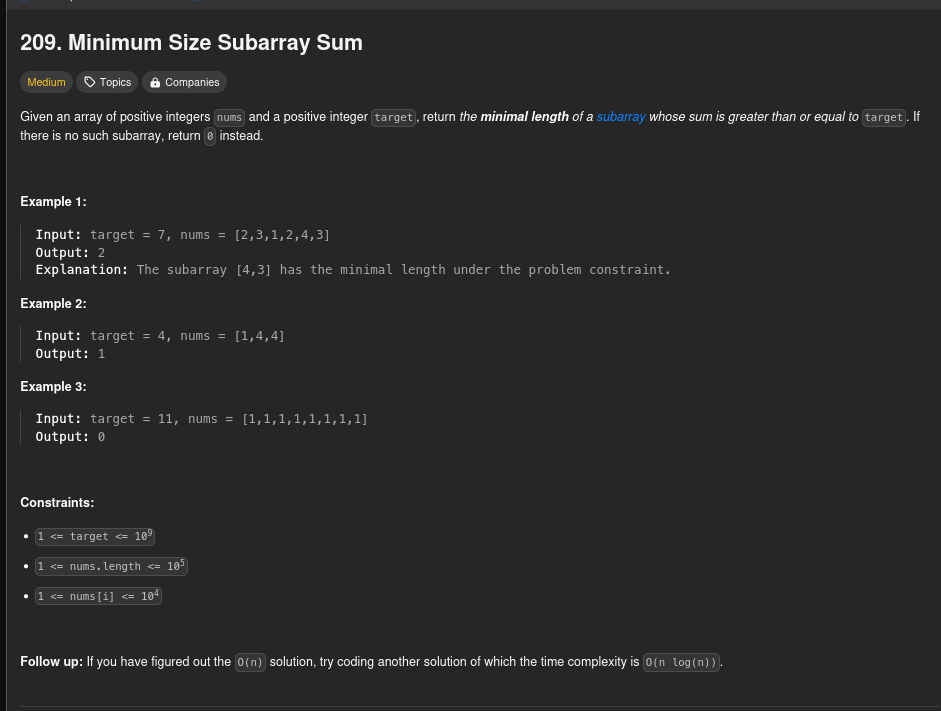 209. Minimum Size Subarray Sum
Medium Topics Companies
Given an array of positive integers nums and a positive integer target, return the minimal length of a subarray whose sum is greater than or equal to target. If
there is no such subarray, return 0 instead.
Example 1:
Input: target = 7, nums = [2,3,1,2,4,3]
Output: 2
Explanation: The subarray [4,3] has the minimal length under the problem constraint.
Example 2:
Input: target = 4, nums = [1,4,4]
Output: 1
Example 3:
Input: target = 11, nums = [1,1,1,1,1,1,1,1]
Output: 0
Constraints:
• 1 <= target <= 10⁹
• 1 <= nums.length <= 10⁵
• 1 <= nums[i] <= 10⁴
Follow up: If you have figured out the O(n) solution, try coding another solution of which the time complexity is O(n log(n)).